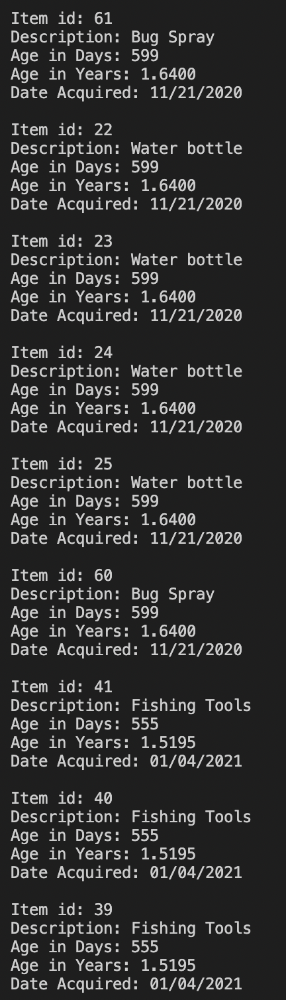 Item id: 61
Description: Bug Spray
Age in Days: 599
Age in Years: 1.6400
Date Acquired: 11/21/2020
Item id: 22
Description: Water bottle
Age in Days: 599
Age in Years: 1.6400
Date Acquired: 11/21/2020
Item id: 23
Description: Water bottle
Age in Days: 599
Age in Years: 1.6400
Date Acquired: 11/21/2020
Item id: 24
Description: Water bottle
Age in Days: 599
Age in Years: 1.6400
Date Acquired: 11/21/2020
Item id: 25
Description: Water bottle
Age in Days: 599
Age in Years: 1.6400
Date Acquired: 11/21/2020
Item id: 60
Description: Bug Spray
Age in Days: 599
Age in Years: 1.6400
Date Acquired: 11/21/2020
Item id: 41
Description: Fishing Tools
Age in Days: 555
Age in Years: 1.5195
Date Acquired: 01/04/2021
Item id: 40
Description: Fishing Tools
Age in Days: 555
Age in Years: 1.5195
Date Acquired: 01/04/2021
Item id: 39
Description: Fishing Tools
Age in Days: 555
Age in Years: 1.5195
Date Acquired: 01/04/2021